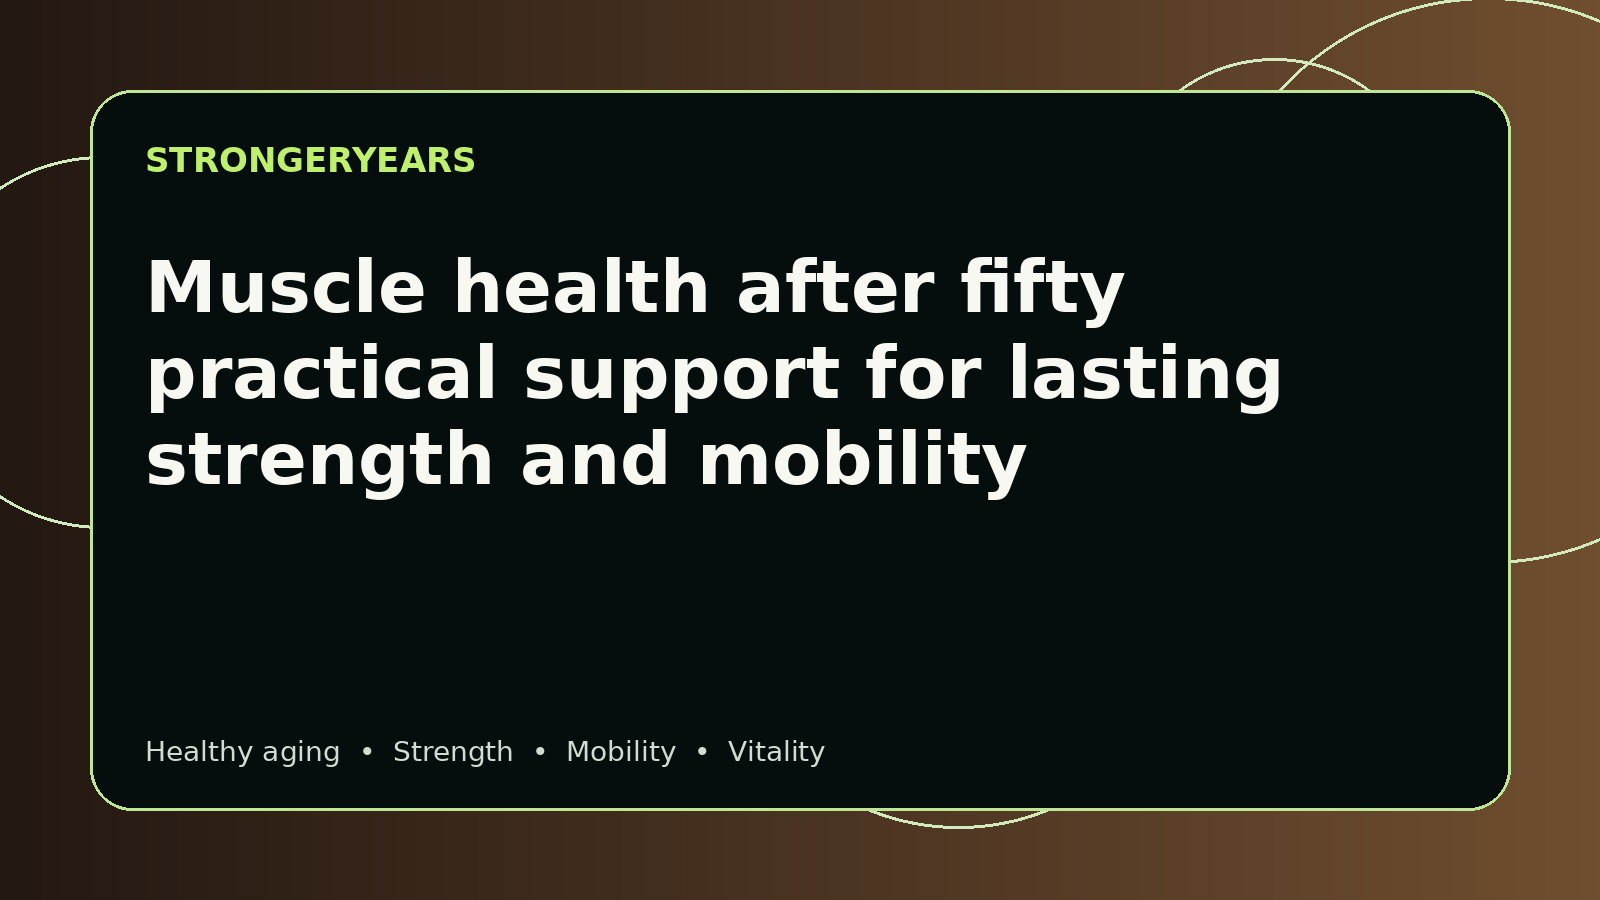 STRONGERYEARS
Muscle health after fifty
practical support for lasting
strength and mobility
Healthy aging • Strength • Mobility • Vitality